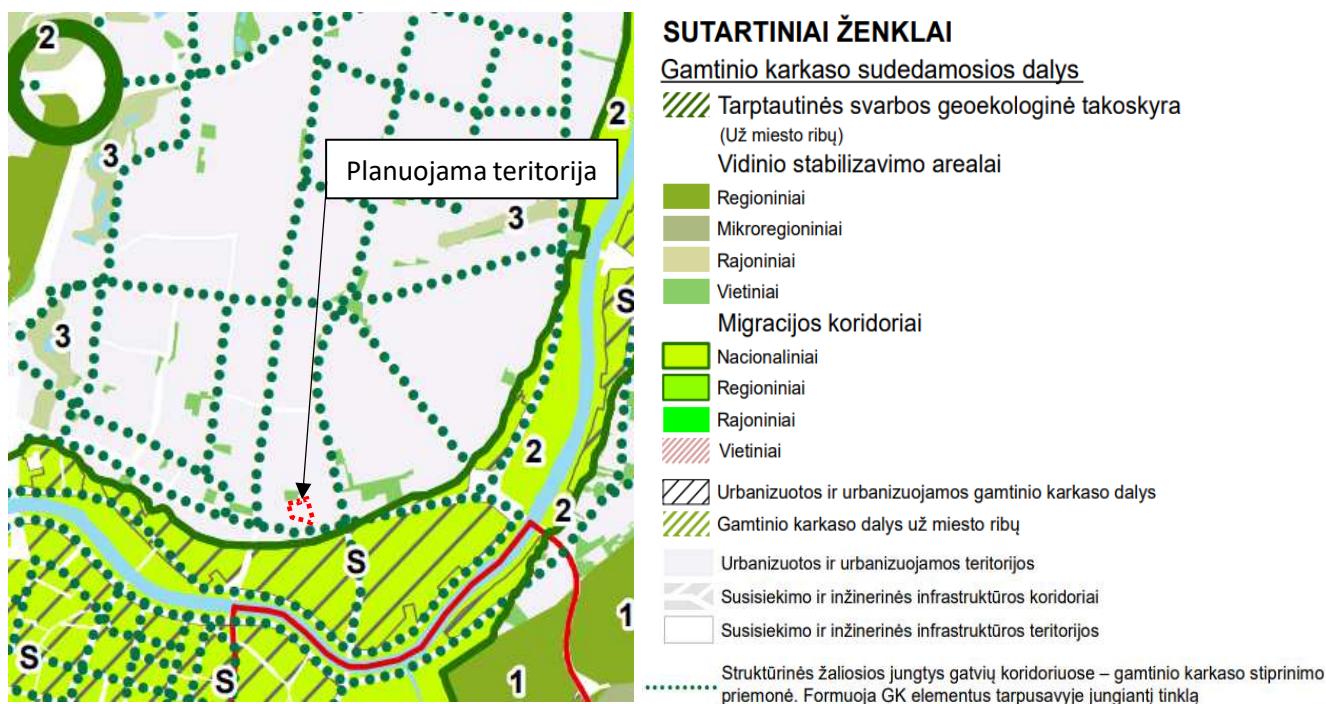 2
2
3
Planuojama teritorija
3
S
3
2
2
S
1
S
S
1
SUTARTINIAI ŽENKLAI
Gamtinio karkaso sudedamosios dalys
Tarptautinės svarbos geoekologinė takoskyra
(Už miesto ribų)
Vidinio stabilizavimo arealai
Regioniniai
Mikroregioniniai
Rajoniniai
Vietiniai
Migracijos koridoriai
Nacionaliniai
Regioniniai
Rajoniniai
Vietiniai
Urbanizuotos ir urbanizuojamos gamtinio karkaso dalys
Gamtinio karkaso dalys už miesto ribų
Urbanizuotos ir urbanizuojamos teritorijos
Susisiekimo ir inžinerinės infrastruktūros koridoriai
Susisiekimo ir inžinerinės infrastruktūros teritorijos
Struktūrinės žaliosios jungtys gatvių koridoriuose – gamtinio karkaso stiprinimo
priemonė. Formuoja GK elementus tarpusavyje jungiantį tinklą